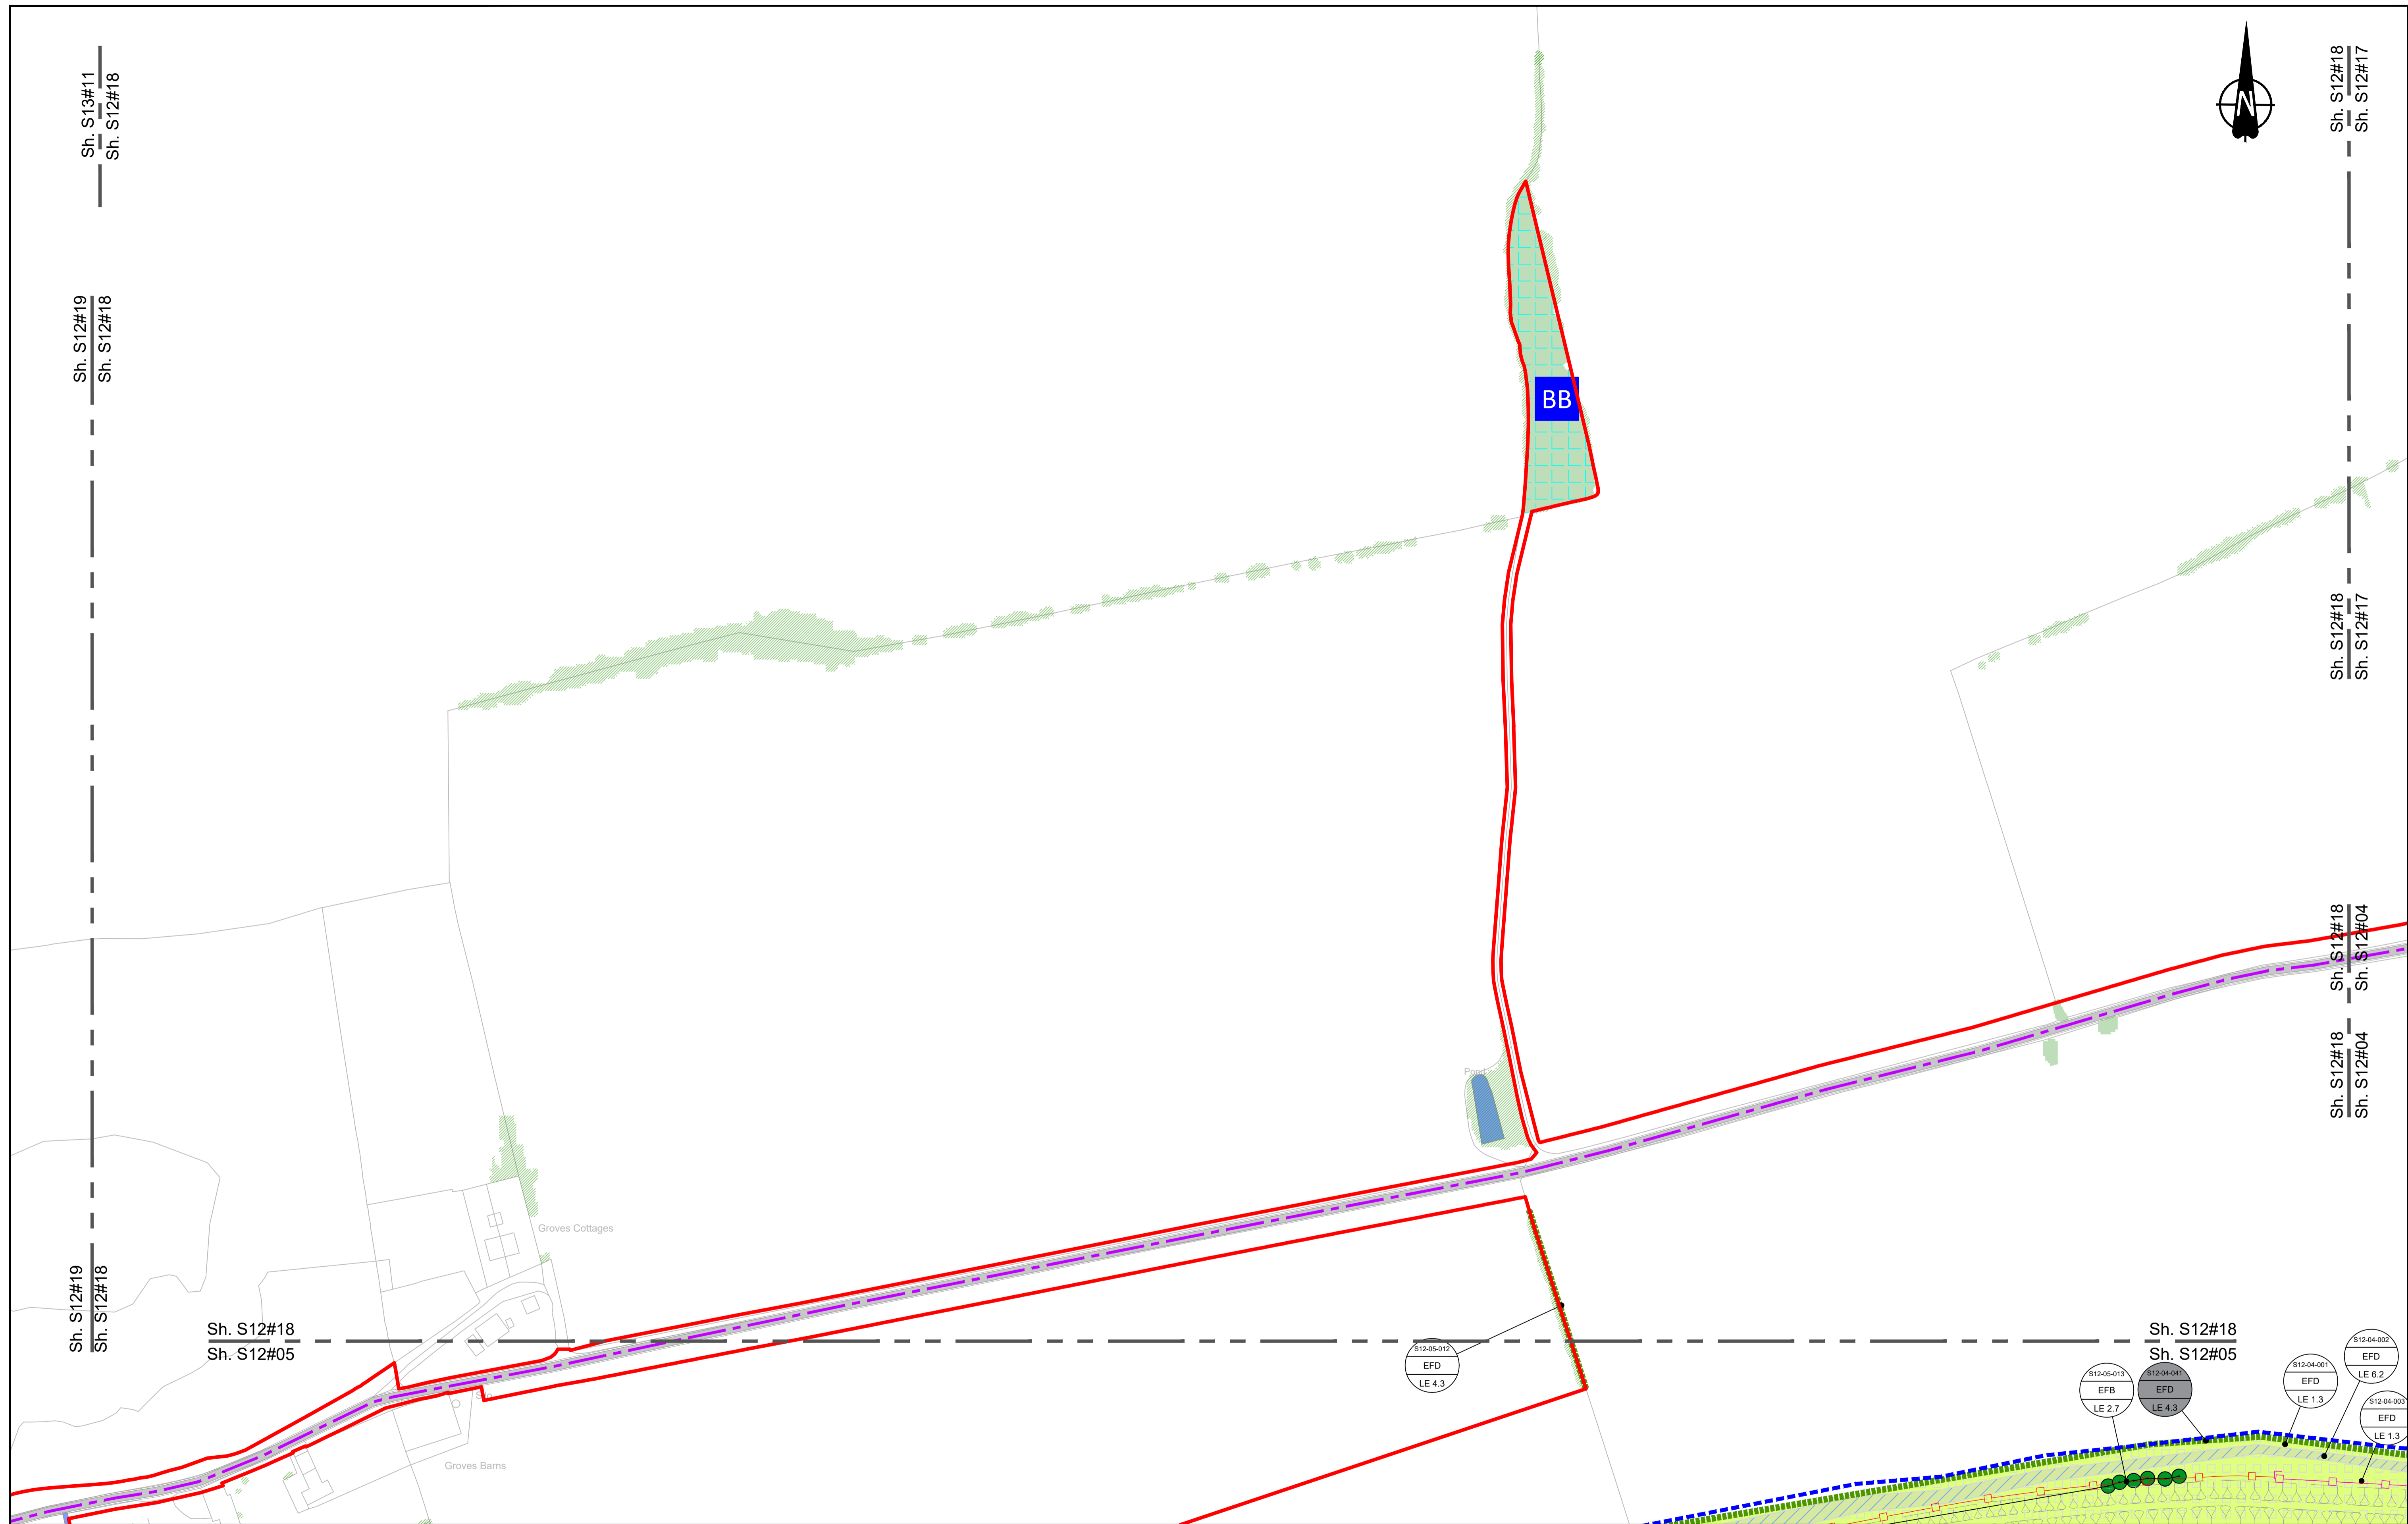 Sh. S13#11
Sh. S12#18
Sh. S12#18
Sh. S12#17
N
Sh. S12#19
Sh. S12#18
BB
Sh. S12#18
Sh. S12#17
Sh. S12#18
Sh. S12#04
Sh. S12#18
Sh. S12#04
Pond
Groves Cottages
Sh. S12#19
Sh. S12#18
Sh. S12#18
Sh. S12#05
Sh. S12#18
Sh. S12#05
S12-05-012
EFD
LE 4.3
S12-05-013
EFB
LE 2.7
S12-04-041
EFD
LE 4.3
S12-04-001
EFD
LE 1.3
S12-04-002
EFD
LE 6.2
S12-04-003
EFD
LE 1.3
Groves Barns